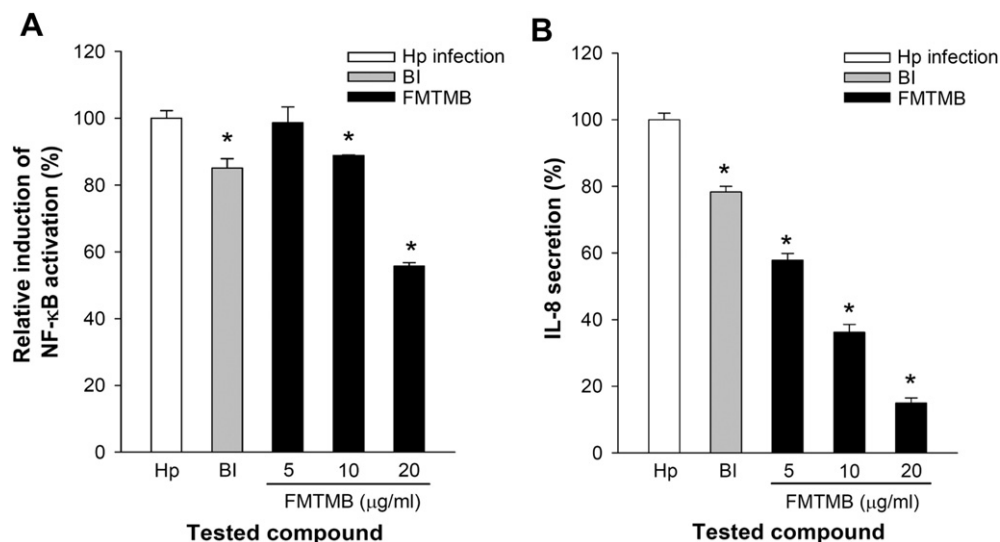 A
Relative induction of
NF-κB activation (%)
120
100
80
60
40
20
0
Hp infection
BI
FMTMB
*
*
*
Hp
BI
5
10
20
FMTMB (μg/ml)
Tested compound
B
IL-8 secretion (%)
120
100
80
60
40
20
0
Hp infection
BI
FMTMB
*
*
*
*
Hp
BI
5
10
20
FMTMB (μg/ml)
Tested compound